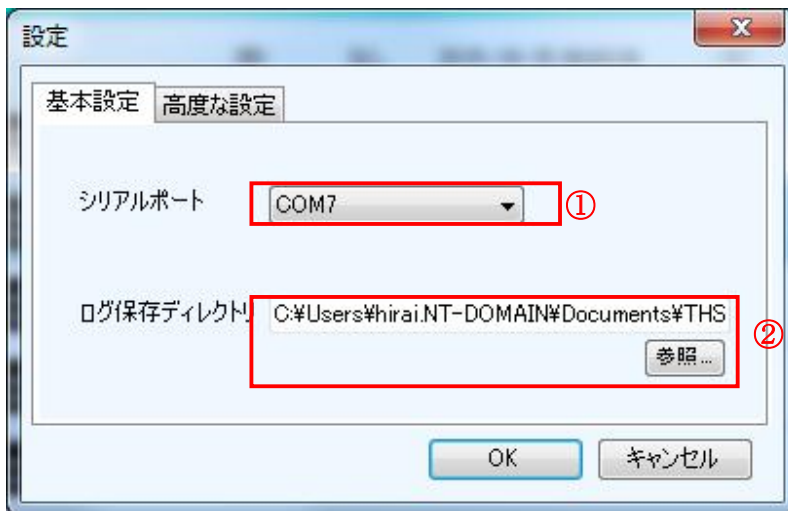 設定
基本設定 高度な設定
シリアルポート COM7 ①
ログ保存ディレクトリ C:¥Users¥hirai.NT-DOMAIN¥Documents¥THS
②
参照...
OK キャンセル